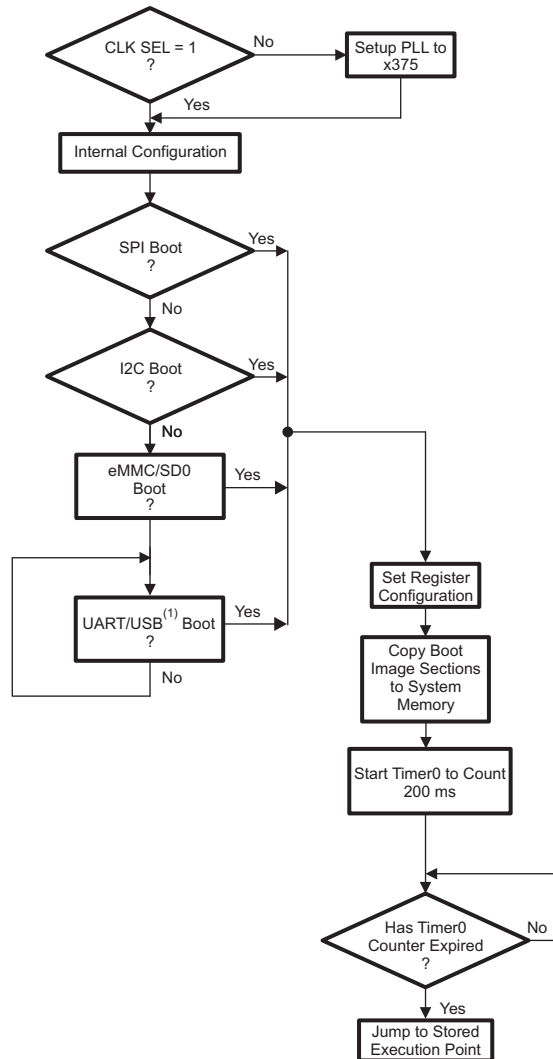 CLK SEL = 1
?
No
Setup PLL to
x375
Yes
Internal Configuration
SPI Boot
?
Yes
No
I2C Boot
?
Yes
No
eMMC/SD0
Boot
?
Yes
UART/USB(1) Boot
?
Yes
No
Set Register
Configuration
Copy Boot
Image Sections
to System
Memory
Start Timer0 to Count
200 ms
Has Timer0
Counter Expired
?
No
Yes
Jump to Stored
Execution Point